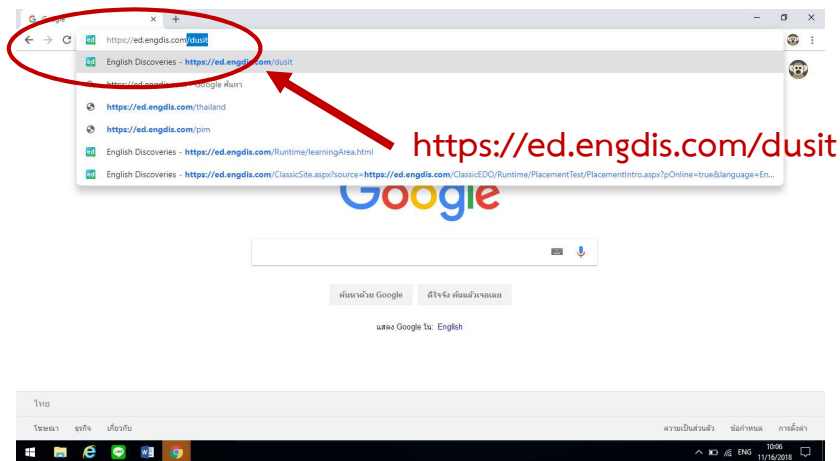 Google
https://ed.engdis.com/dusit
English Discoveries - https://ed.engdis.com/dusit
https://ed.engdis.com - Google ค้นหา
https://ed.engdis.com/thailand
https://ed.engdis.com/pim
English Discoveries - https://ed.engdis.com/Runtime/learningArea.html
English Discoveries - https://ed.engdis.com/ClassicSite.aspx?source=https://ed.engdis.com/ClassicEDO/Runtime/PlacementTest/PlacementIntro.aspx?pOnline=true&language=En...
https://ed.engdis.com/dusit
Google
ค้นหาด้วย Google ดีใจจัง ค้นแล้วเจอเลย
แสดง Google ใน: English
ไทย
โฆษณา ธุรกิจ เกี่ยวกับ ความเป็นส่วนตัว ข้อกำหนด การตั้งค่า
ENG 10:06
11/16/2018